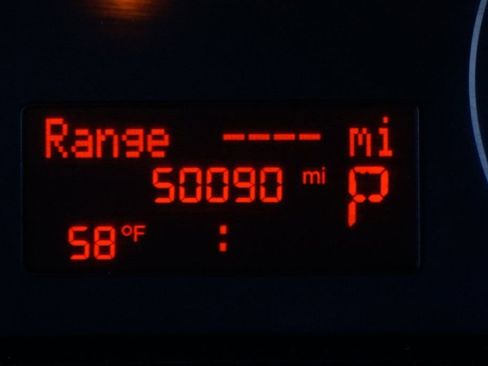 Range ---- mi
50090 mi P
58°F :